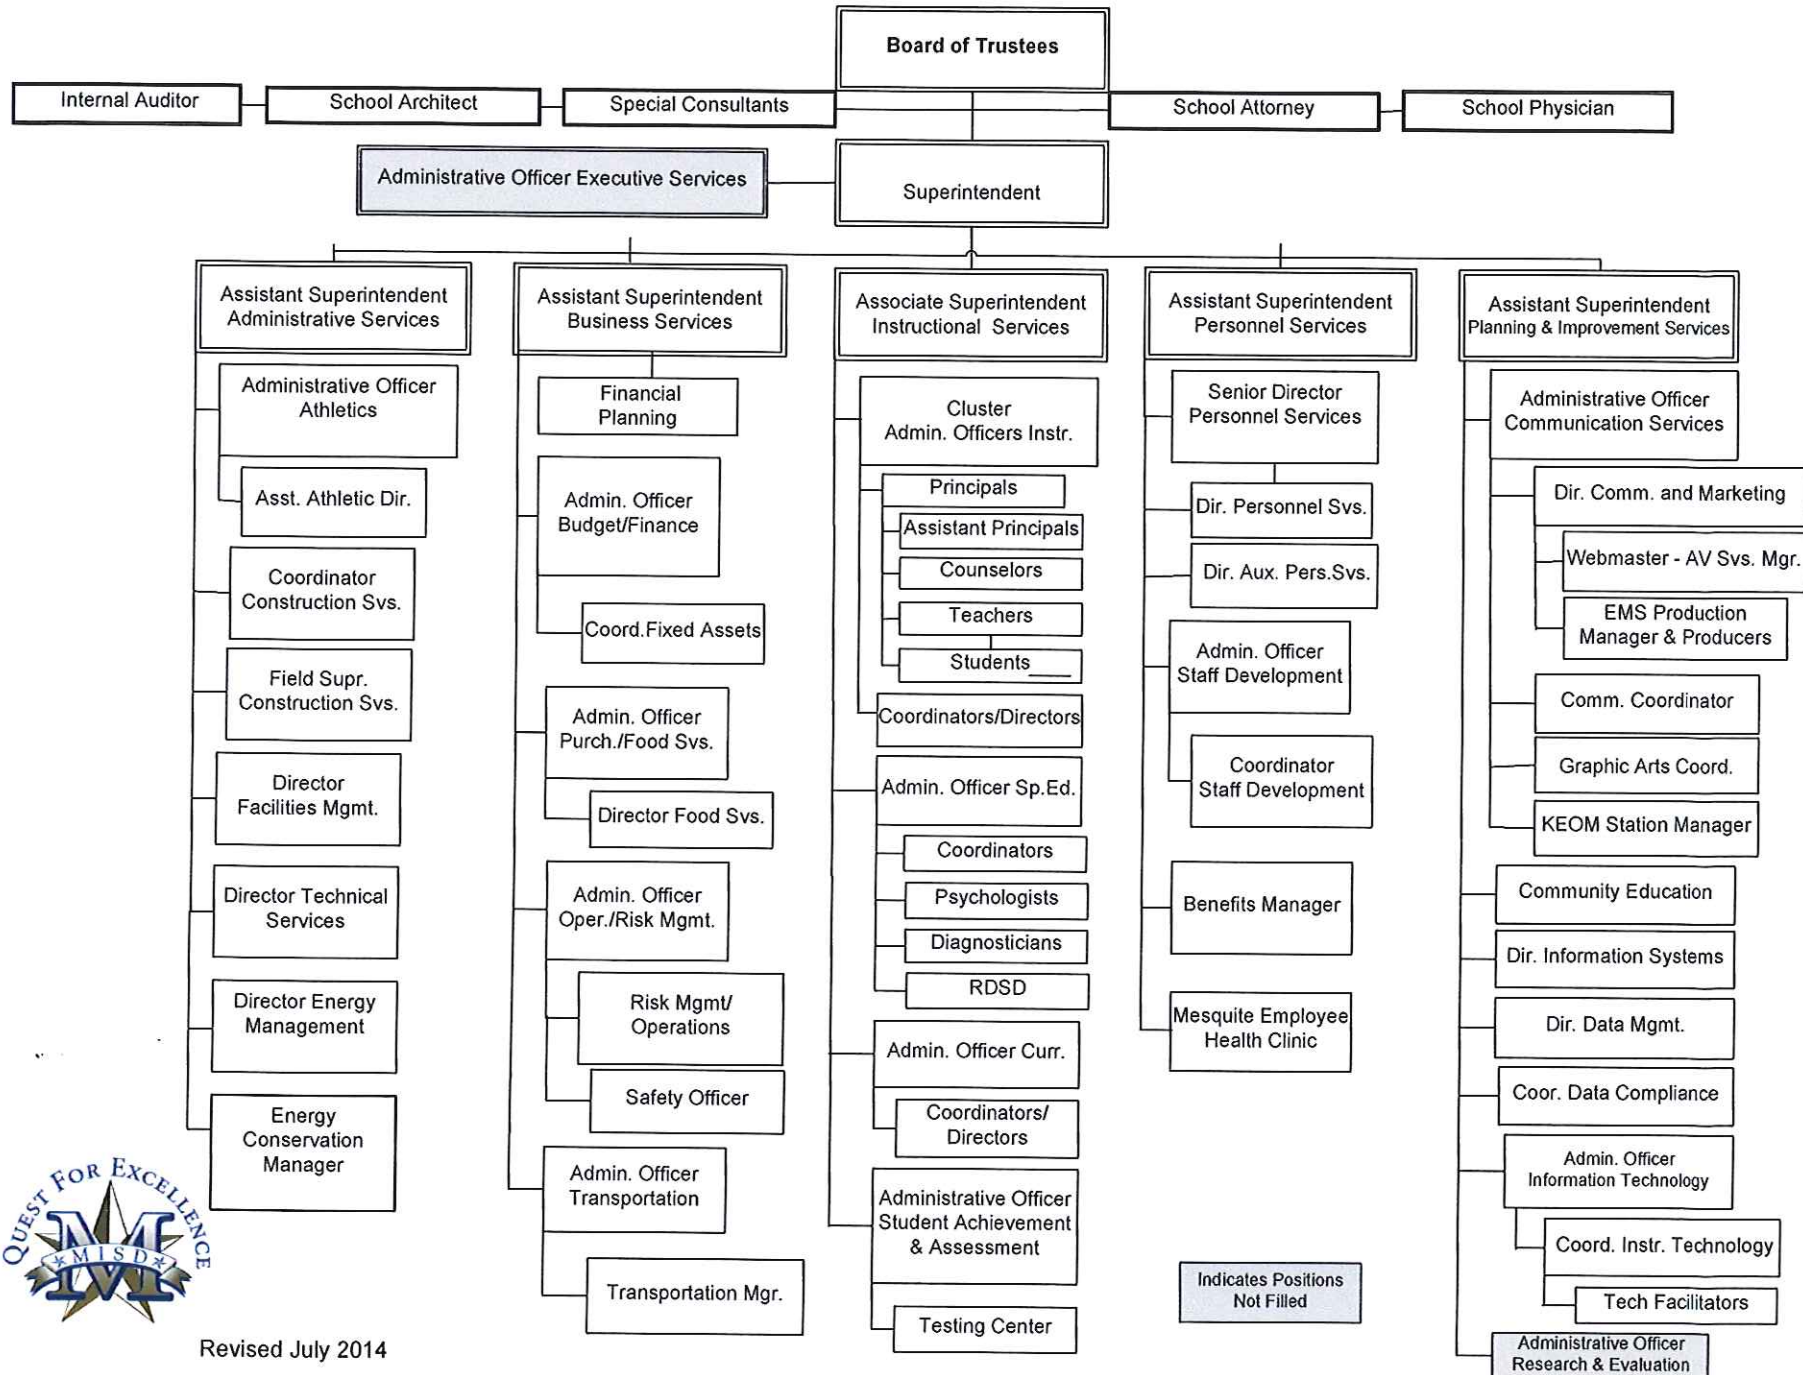 Board of Trustees
Internal Auditor
School Architect
Special Consultants
School Attorney
School Physician
Administrative Officer Executive Services
Superintendent
Assistant Superintendent
Administrative Services
Administrative Officer
Athletics
Asst. Athletic Dir.
Coordinator
Construction Svs.
Field Supr.
Construction Svs.
Director
Facilities Mgmt.
Director Technical
Services
Director Energy
Management
Energy
Conservation
Manager
Assistant Superintendent
Business Services
Financial
Planning
Admin. Officer
Budget/Finance
Coord.Fixed Assets
Admin. Officer
Purch./Food Svs.
Director Food Svs.
Admin. Officer
Oper./Risk Mgmt.
Risk Mgmt/
Operations
Safety Officer
Admin. Officer
Transportation
Transportation Mgr.
Associate Superintendent
Instructional Services
Cluster
Admin. Officers Instr.
Principals
Assistant Principals
Counselors
Teachers
Students
Coordinators/Directors
Admin. Officer Sp.Ed.
Coordinators
Psychologists
Diagnosticians
RDSD
Admin. Officer Curr.
Coordinators/
Directors
Administrative Officer
Student Achievement
& Assessment
Testing Center
Assistant Superintendent
Personnel Services
Senior Director
Personnel Services
Dir. Personnel Svs.
Dir. Aux. Pers.Svs.
Admin. Officer
Staff Development
Coordinator
Staff Development
Benefits Manager
Mesquite Employee
Health Clinic
Assistant Superintendent
Planning & Improvement Services
Administrative Officer
Communication Services
Dir. Comm. and Marketing
Webmaster - AV Svs. Mgr.
EMS Production
Manager & Producers
Comm. Coordinator
Graphic Arts Coord.
KEOM Station Manager
Community Education
Dir. Information Systems
Dir. Data Mgmt.
Coor. Data Compliance
Admin. Officer
Information Technology
Coord. Instr. Technology
Tech Facilitators
Administrative Officer
Research & Evaluation
Indicates Positions
Not Filled
QUEST FOR EXCELLENCE
M
MISD
Revised July 2014